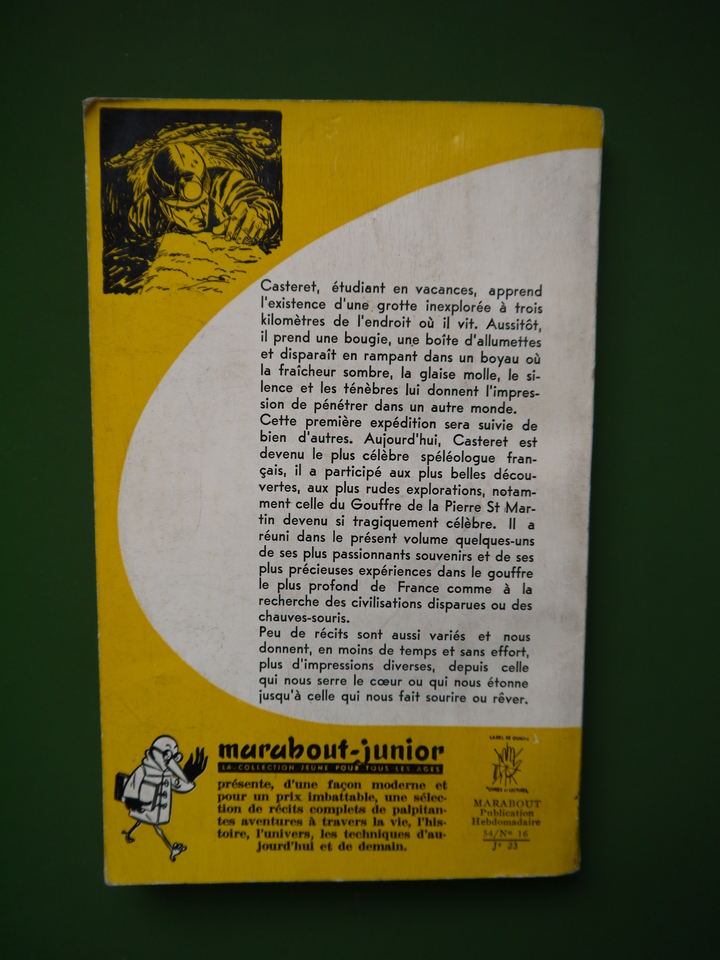 Casteret, étudiant en vacances, apprend
l'existence d'une grotte inexplorée à trois
kilomètres de l'endroit où il vit. Aussitôt,
il prend une bougie, une boîte d'allumettes
et disparaît en rampant dans un boyau où
la fraîcheur sombre, la glaise molle, le si-
lence et les ténèbres lui donnent l'impres-
sion de pénétrer dans un autre monde.
Cette première expédition sera suivie de
bien d'autres. Aujourd'hui, Casteret est
devenu le plus célèbre spéléologue fran-
çais, il a participé aux plus belles décou-
vertes, aux plus rudes explorations, notam-
ment celle du Gouffre de la Pierre St Mar-
tin devenu si tragiquement célèbre. Il a
réuni dans le présent volume quelques-uns
de ses plus passionnants souvenirs et de ses
plus précieuses expériences dans le gouffre
le plus profond de France comme à la
recherche des civilisations disparues ou des
chauves-souris.
Peu de récits sont aussi variés et nous
donnent, en moins de temps et sans effort,
plus d'impressions diverses, depuis celle
qui nous serre le cœur ou qui nous étonne
jusqu'à celle qui nous fait sourire ou rêver.
marabout-junior
LA COLLECTION JEUNE POUR TOUS LES AGES
présente, d'une façon moderne et
pour un prix imbattable, une sélec-
tion de récits complets de palpitan-
tes aventures à travers la vie, l'his-
toire, l'univers, les techniques d'au-
jourd'hui et de demain.
LABEL DE QUALITÉ
MARABOUT
Publication
Hebdomadaire
54/No 16
Jr 23